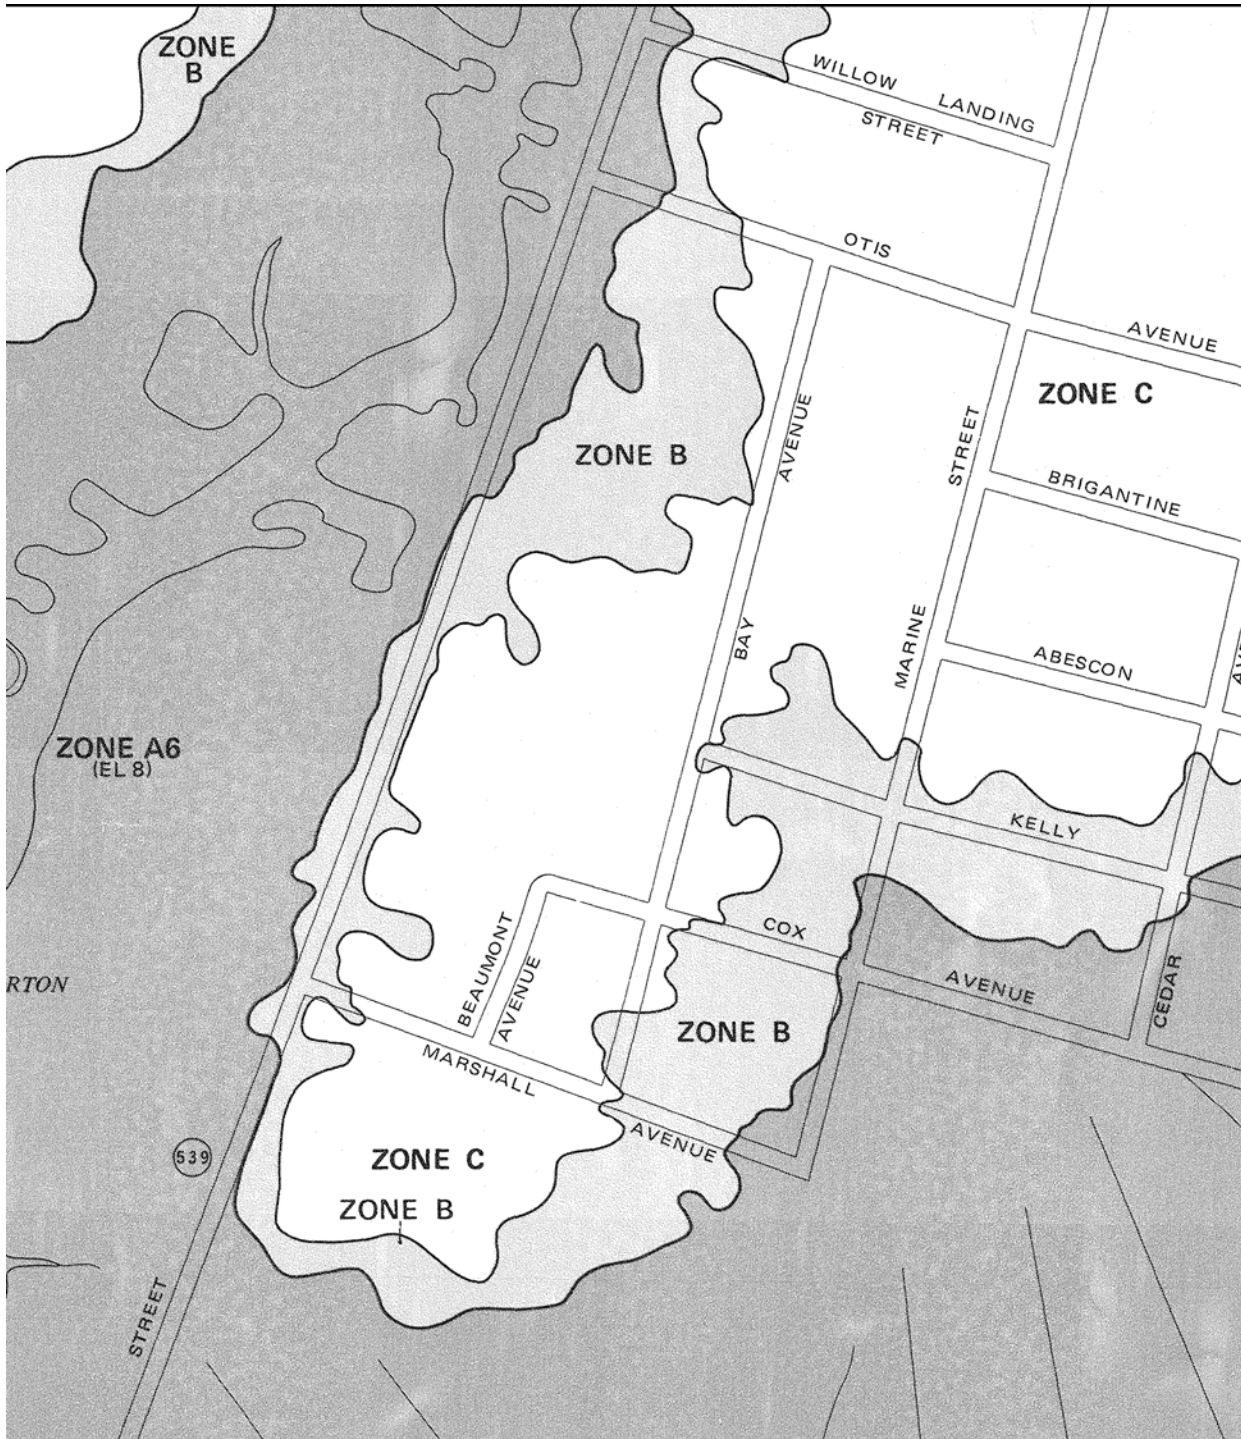 ZONE
B
WILLOW LANDING
STREET
OTIS
AVENUE
ZONE C
AVENUE
STREET
ZONE B
BRIGANTINE
BAY
MARINE
ABESCON
ZONE A6
(EL 8)
KELLY
COX
AVENUE
CEDAR
BEAUMONT
AVENUE
RTON
ZONE B
MARSHALL
AVENUE
539
ZONE C
ZONE B
STREET